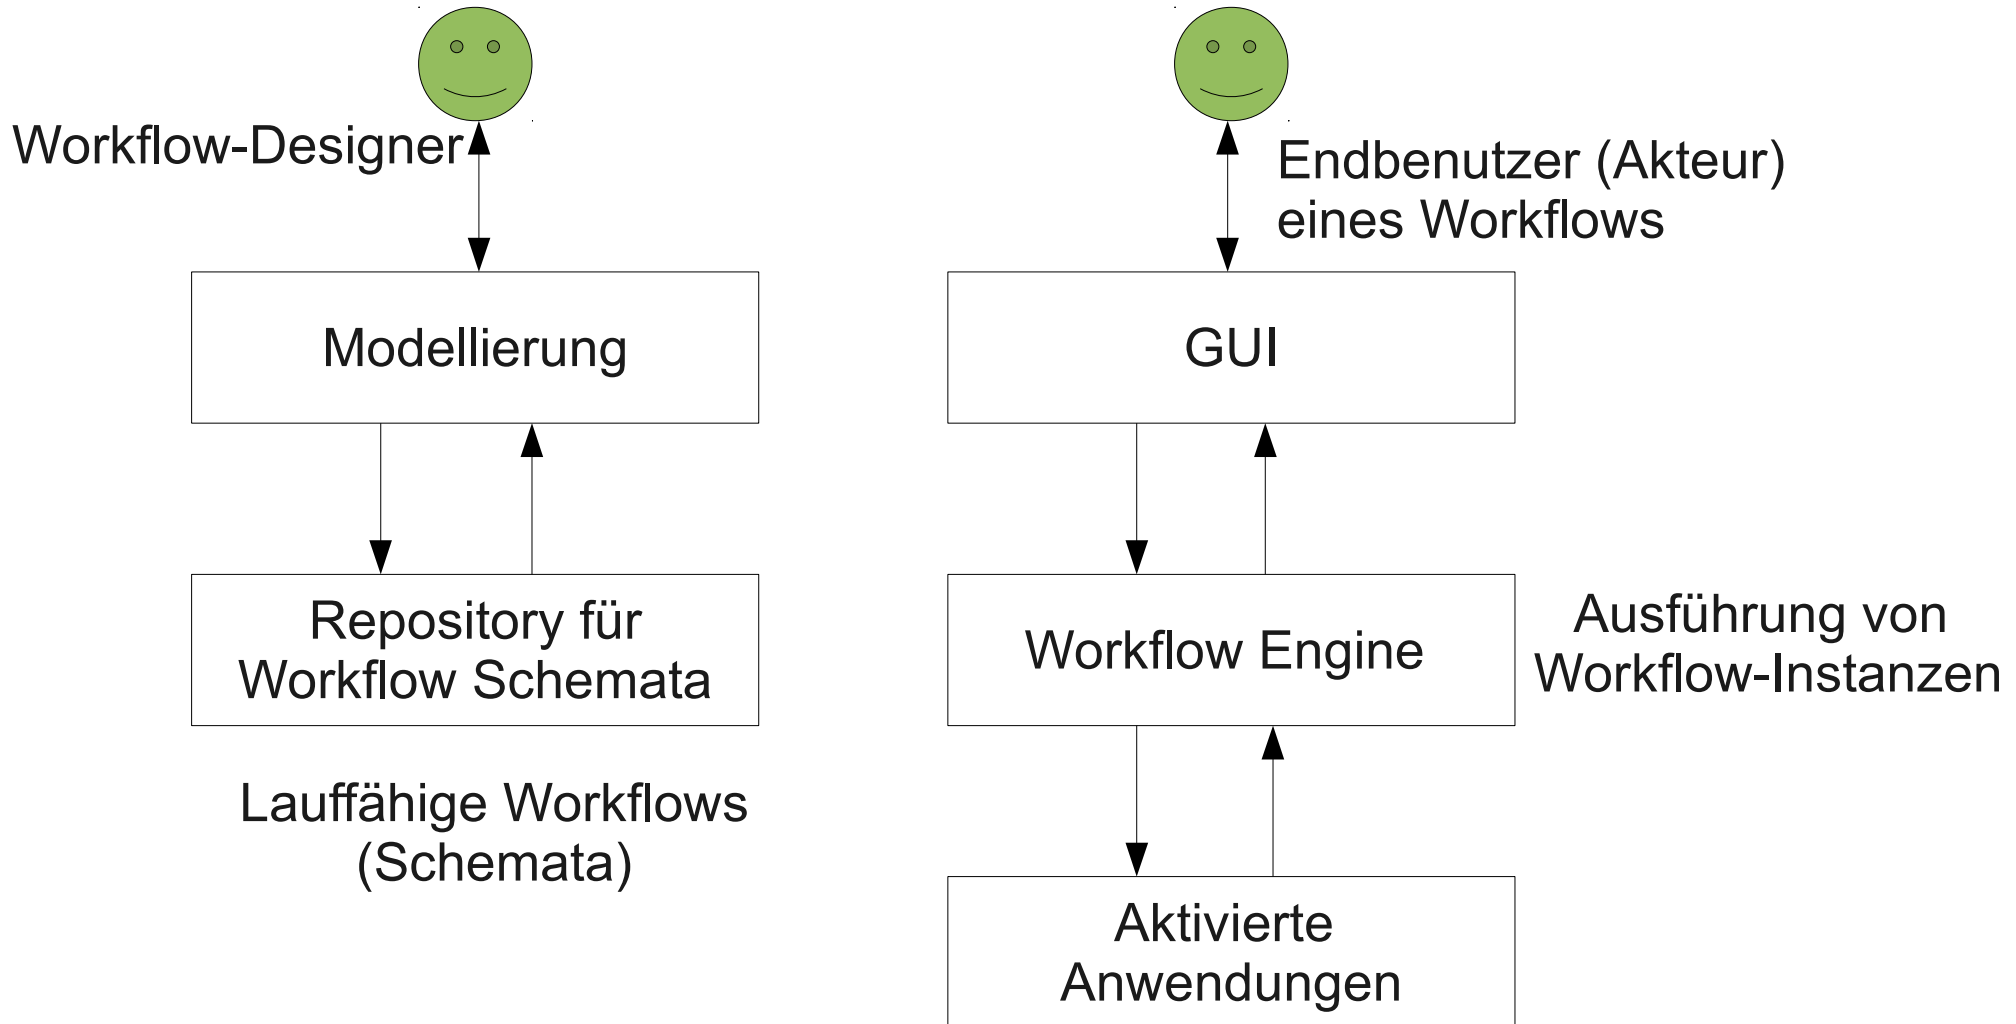 Workflow-Designer
Endbenutzer (Akteur)
eines Workflows
Modellierung
GUI
Repository für
Workflow Schemata
Workflow Engine
Ausführung von
Workflow-Instanzen
Lauffähige Workflows
(Schemata)
Aktivierte
Anwendungen